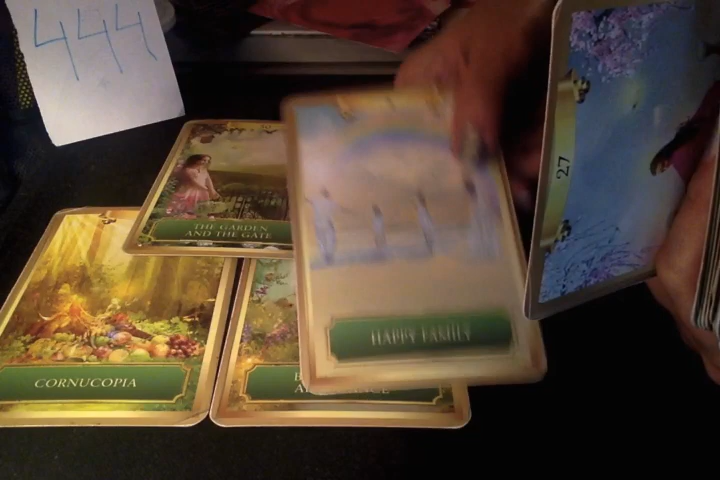 444
THE GARDEN
AND THE GATE
HAPPY FAMILY
27
CORNUCOPIA